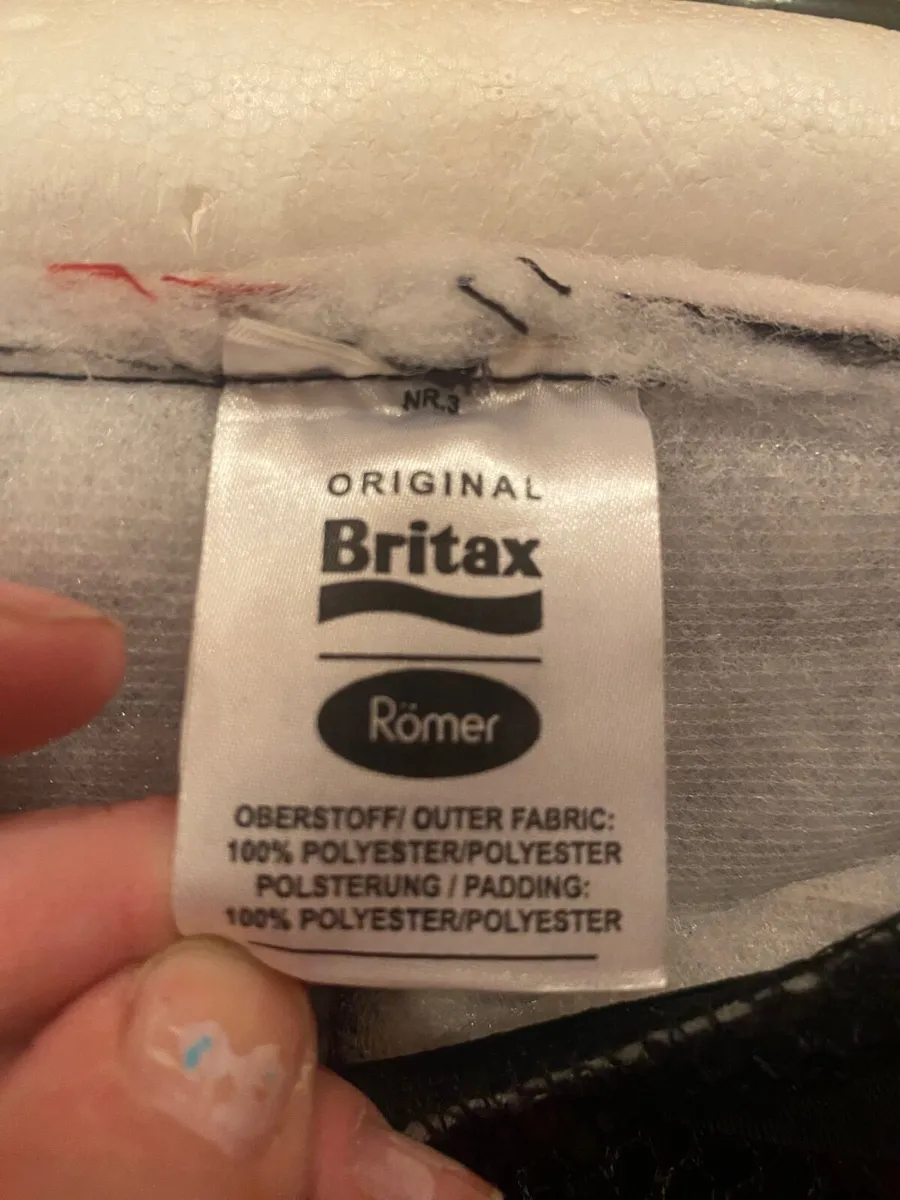 NR.3
ORIGINAL
Britax
Römer
OBERSTOFF/ OUTER FABRIC:
100% POLYESTER/POLYESTER
POLSTERUNG / PADDING:
100% POLYESTER/POLYESTER